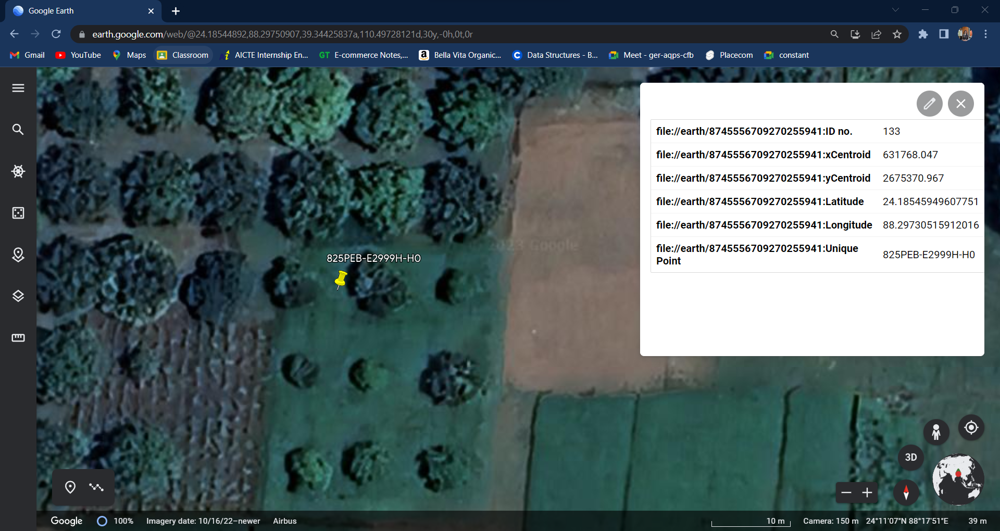 Google Earth
earth.google.com/web/@24.18544892,88.29750907,39.34425837a,110.49728121d,30y,-0h,0t,0r
Gmail YouTube Maps Classroom AICTE Internship En... GT E-commerce Notes,... a Bella Vita Organic... C Data Structures - B... Meet - ger-aqps-cfb Placecom constant
file://earth/8745556709270255941:ID no. 133
file://earth/8745556709270255941:xCentroid 631768.047
file://earth/8745556709270255941:yCentroid 2675370.967
file://earth/8745556709270255941:Latitude 24.18545949607751
file://earth/8745556709270255941:Longitude 88.29730515912016
file://earth/8745556709270255941:Unique
Point 825PEB-E2999H-H0
2023 Google
825PEB-E2999H-H0
3D
Google 100% Imagery date: 10/16/22–newer Airbus 10 m Camera: 150 m 24°11'07"N 88°17'51"E 39 m